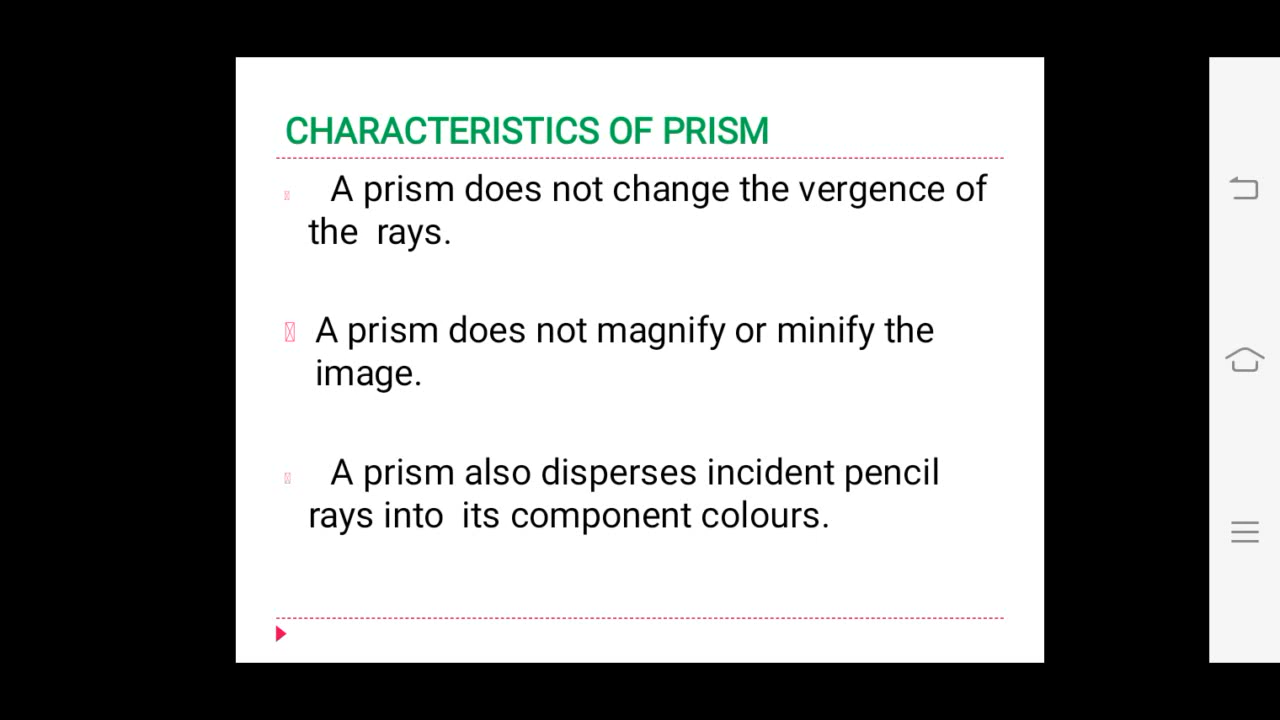 CHARACTERISTICS OF PRISM
A prism does not change the vergence of
the rays.
A prism does not magnify or minify the
image.
A prism also disperses incident pencil
rays into its component colours.